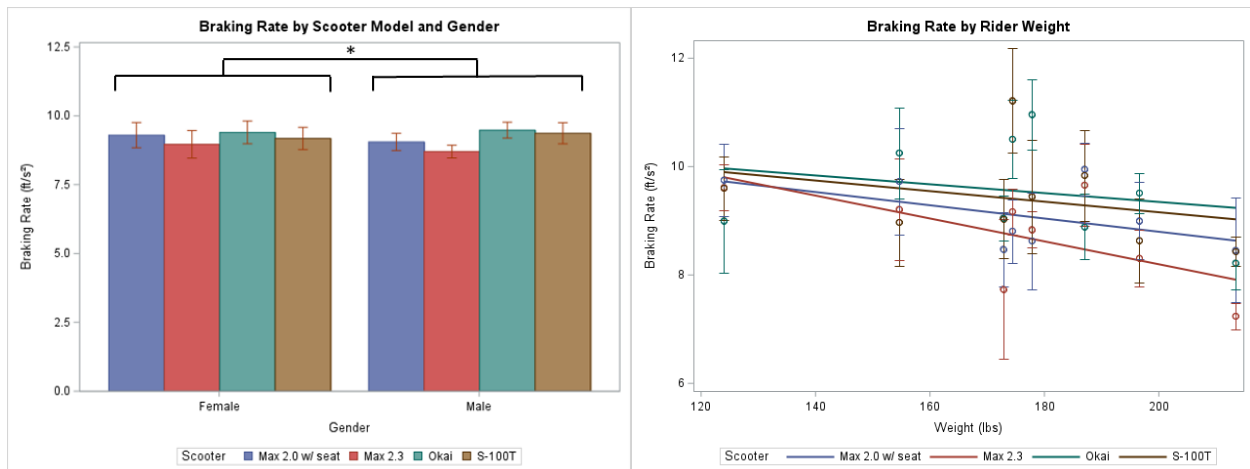 Braking Rate by Scooter Model and Gender
*
12.5
10.0
7.5
5.0
2.5
0.0
Braking Rate (ft/s²)
Female Male
Gender
Scooter Max 2.0 w/ seat Max 2.3 Okai S-100T
Braking Rate by Rider Weight
12
10
8
6
Braking Rate (ft/s²)
120 140 160 180 200
Weight (lbs)
Scooter Max 2.0 w/ seat Max 2.3 Okai S-100T